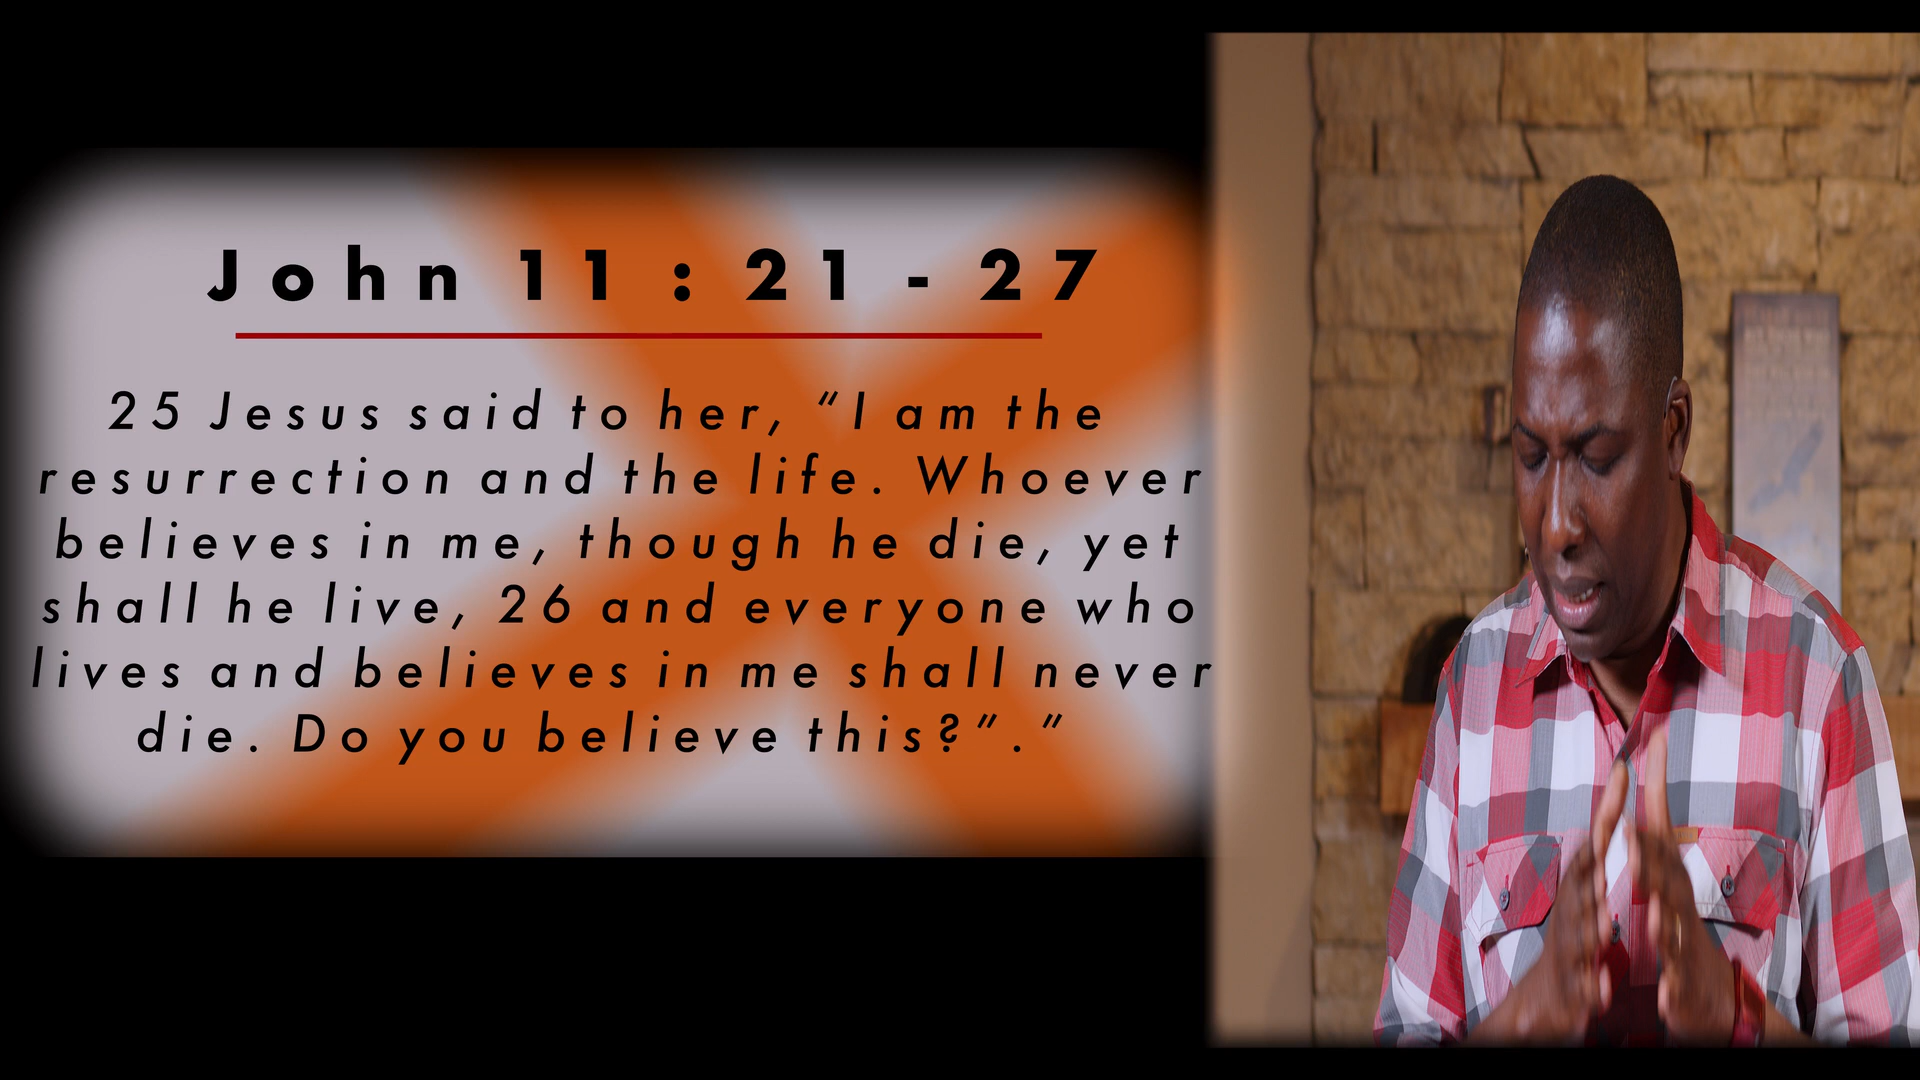 John 11:21-27
25 Jesus said to her, "I am the
resurrection and the life. Whoever
believes in me, though he die, yet
shall he live, 26 and everyone who
lives and believes in me shall never
die. Do you believe this?"."